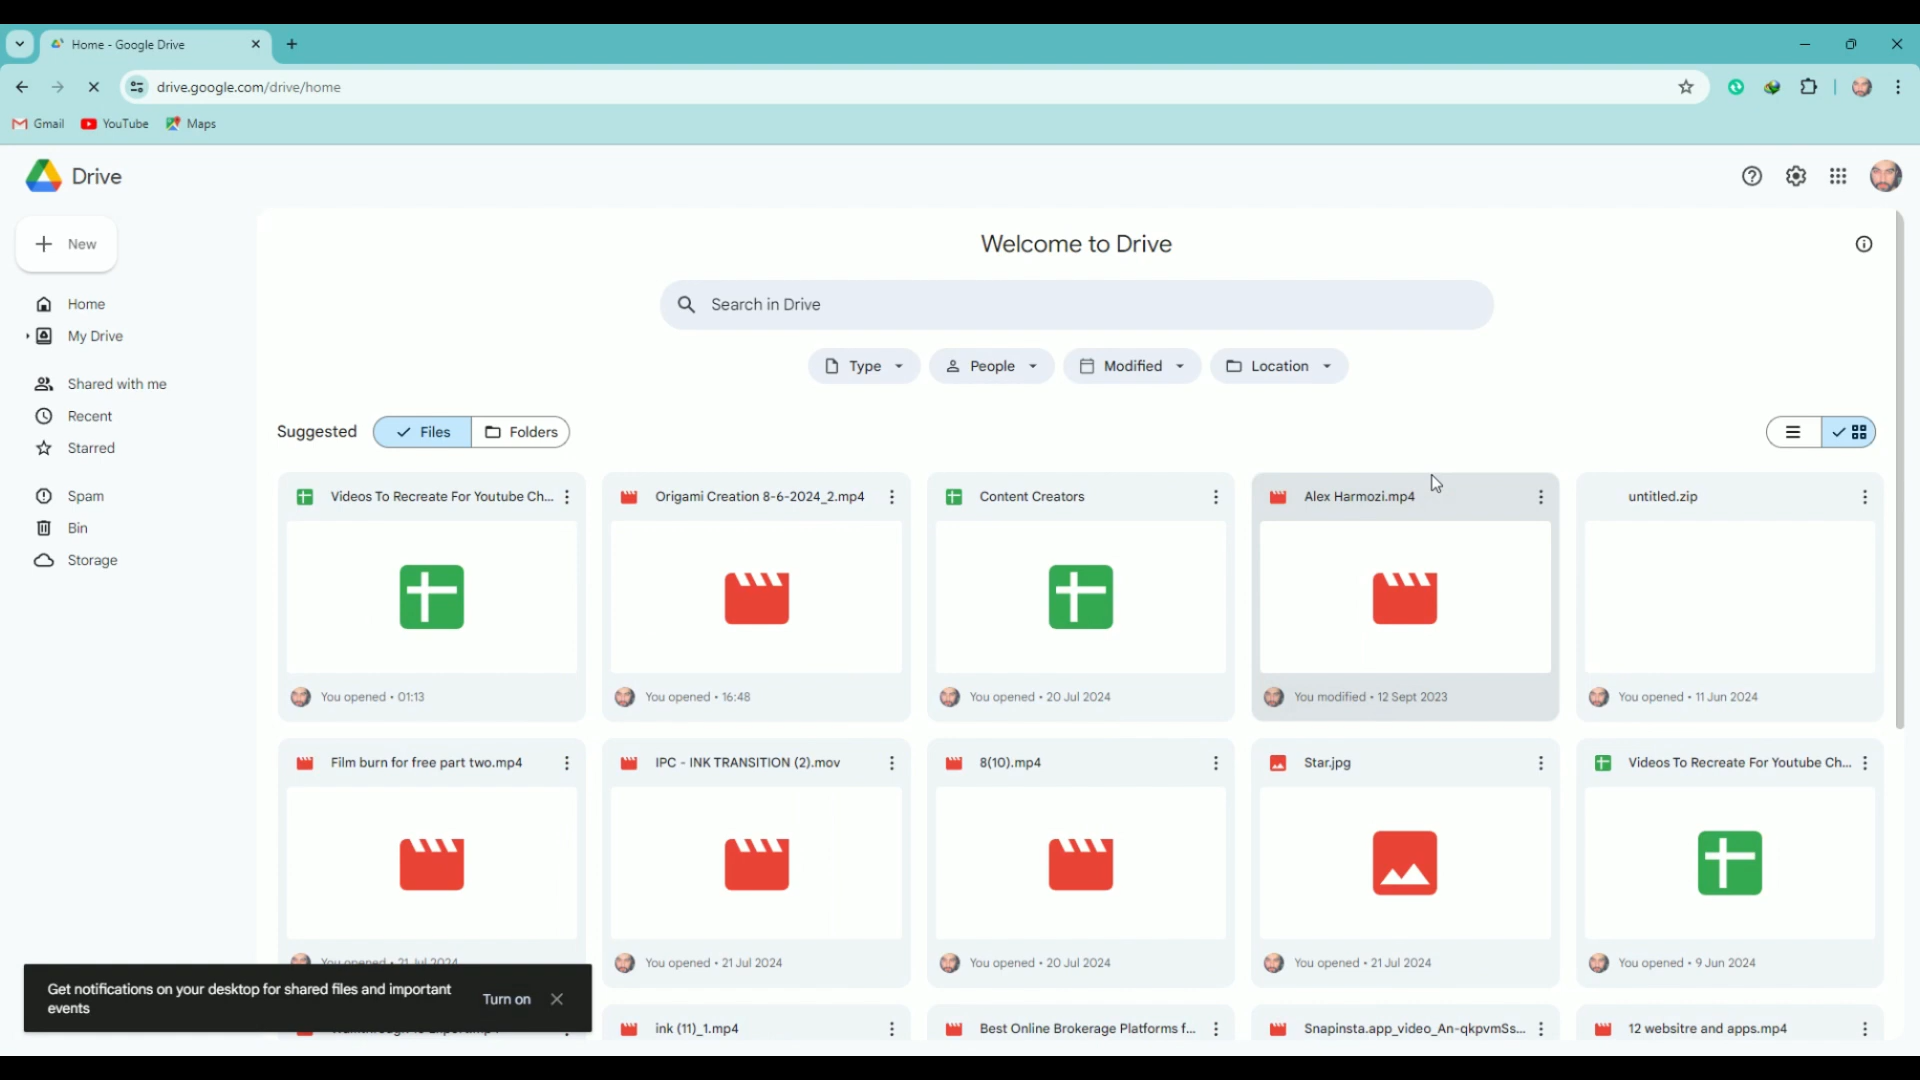 Home - Google Drive
drive.google.com/drive/home
Gmail YouTube Maps
Drive
New
Home
My Drive
Shared with me
Recent
Starred
Spam
Bin
Storage
Welcome to Drive
Search in Drive
Type People Modified Location
Suggested Files Folders
Videos To Recreate For Youtube Ch... Origami Creation 8-6-2024_2.mp4 Content Creators Alex Harmozi.mp4 untitled.zip
You opened • 01:13 You opened • 16:48 You opened • 20 Jul 2024 You modified • 12 Sept 2023 You opened • 11 Jun 2024
Film burn for free part two.mp4 IPC - INK TRANSITION (2).mov 8(10).mp4 Star.jpg Videos To Recreate For Youtube Ch...
You opened • 21 Jul 2024 You opened • 21 Jul 2024 You opened • 20 Jul 2024 You opened • 21 Jul 2024 You opened • 9 Jun 2024
ink (11)_1.mp4 Best Online Brokerage Platforms f... Snapinsta.app_video_An-qkpvmSs... 12 websitre and apps.mp4
Get notifications on your desktop for shared files and important
events
Turn on